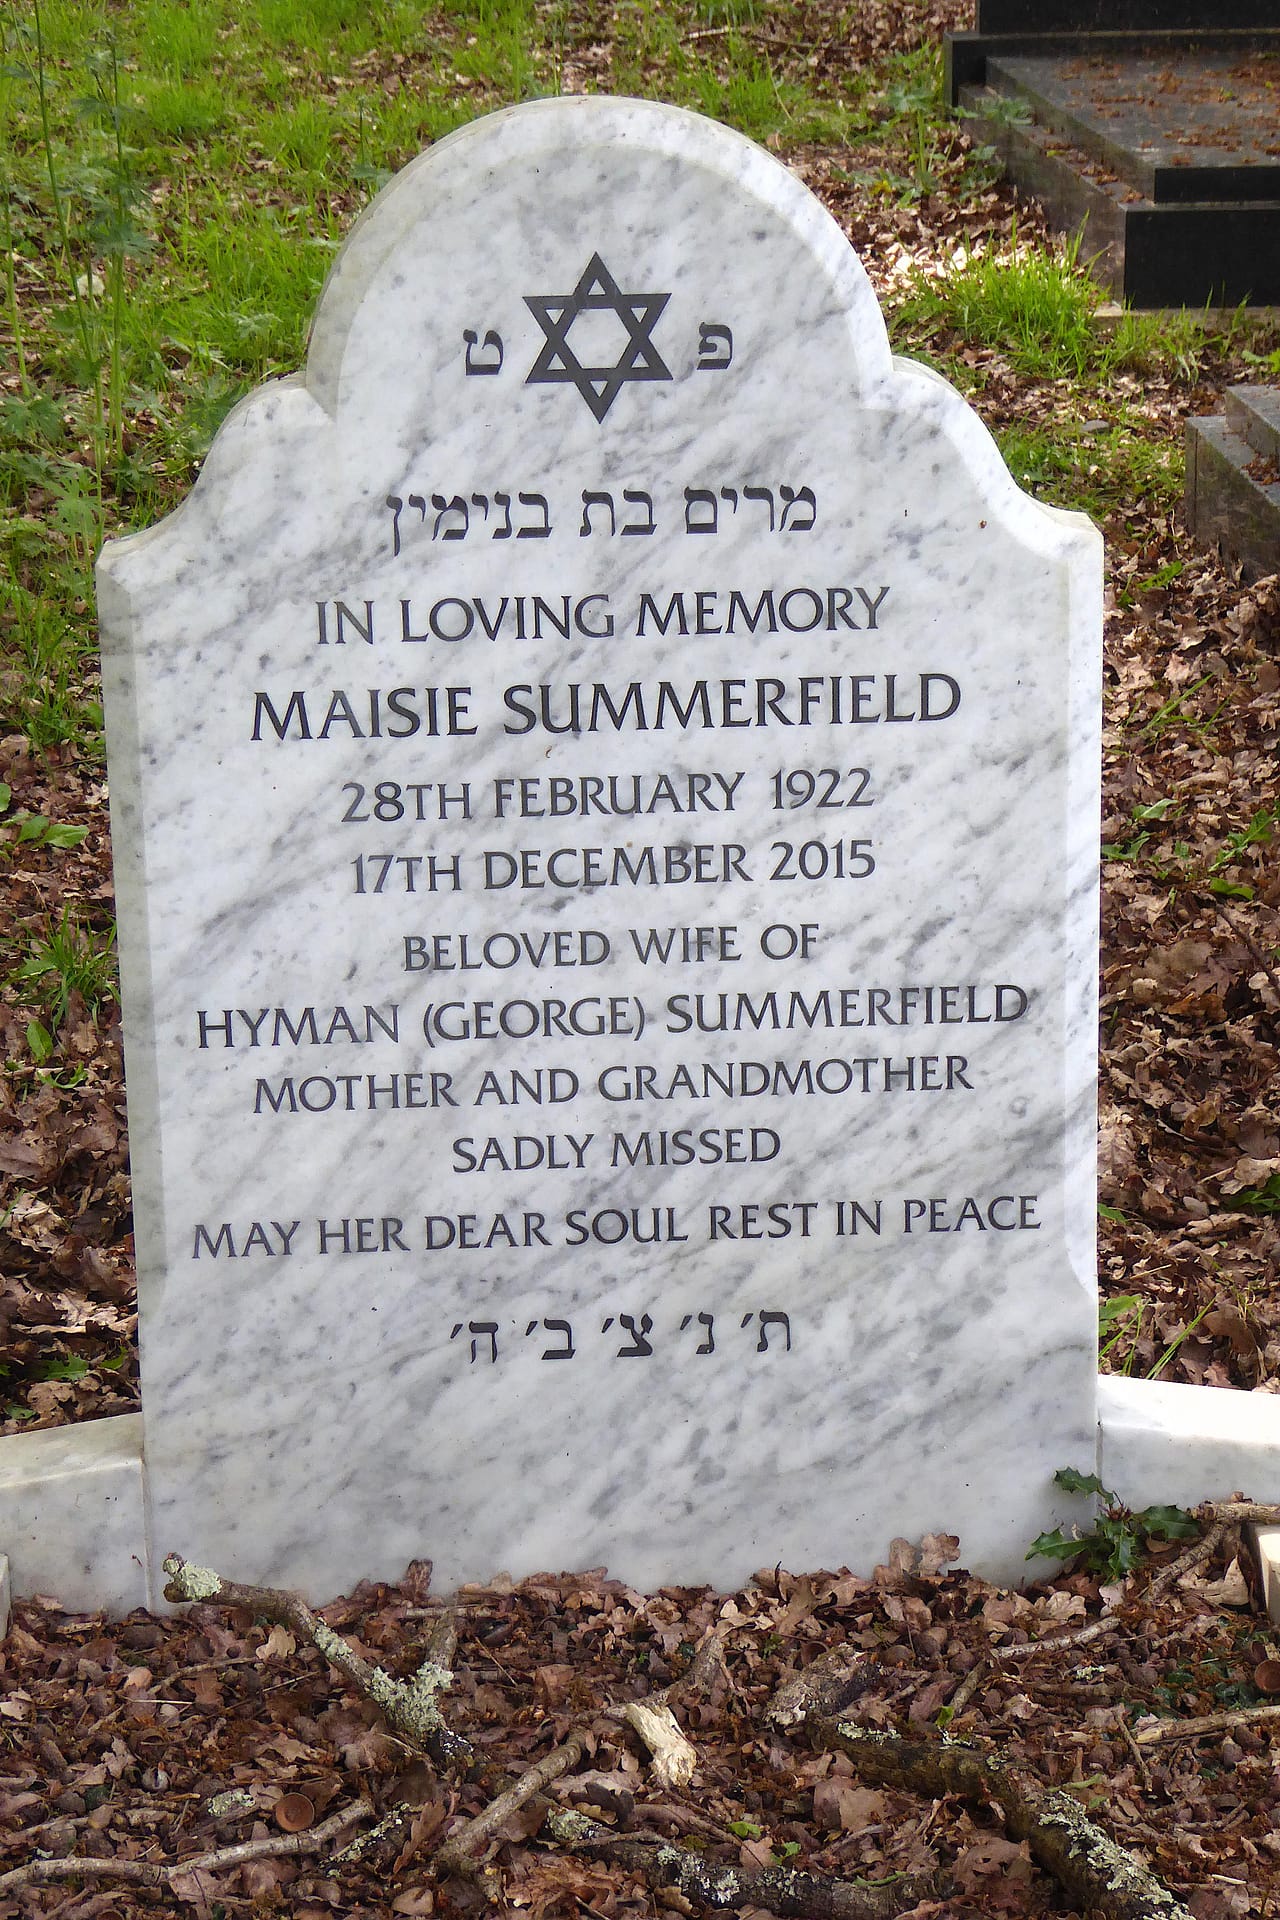 פ ט
מרים בת בנימין
IN LOVING MEMORY
MAISIE SUMMERFIELD
28TH FEBRUARY 1922
17TH DECEMBER 2015
BELOVED WIFE OF
HYMAN (GEORGE) SUMMERFIELD
MOTHER AND GRANDMOTHER
SADLY MISSED
MAY HER DEAR SOUL REST IN PEACE
ת׳ נ׳ צ׳ ב׳ ה׳